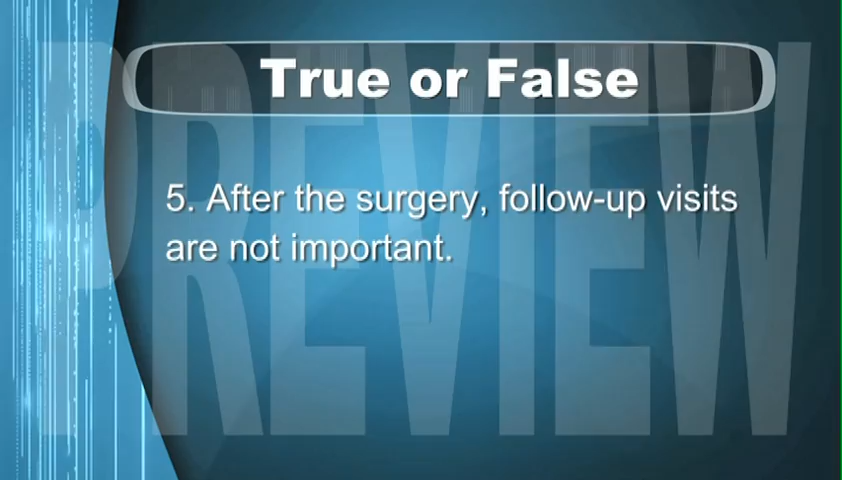 True or False
5. After the surgery, follow-up visits
are not important.
PREVIEW